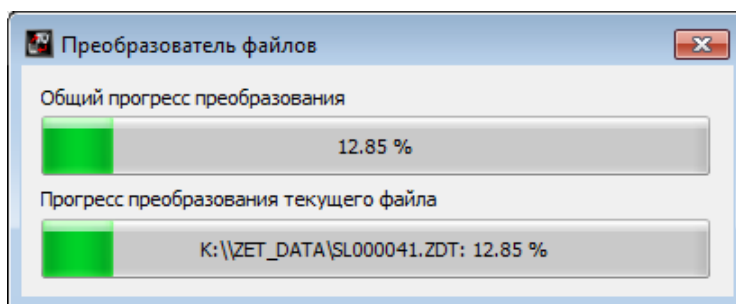 Преобразователь файлов
Общий прогресс преобразования
12.85 %
Прогресс преобразования текущего файла
K:\\ZET_DATA\SL000041.ZDT: 12.85 %